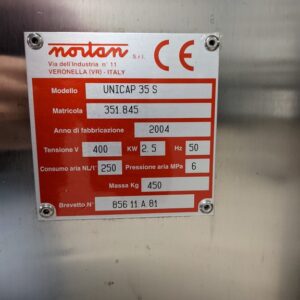 nortan s.r.l. CE
Via dell'Industria n° 11
VERONELLA (VR) - ITALY
Modello UNICAP 35 S
Matricola 351.845
Anno di fabbricazione 2004
Tensione V 400 KW 2.5 Hz 50
Consumo aria NL/1' 250 Pressione aria MPa 6
Massa Kg 450
Brevetto N° 856 11.A 81